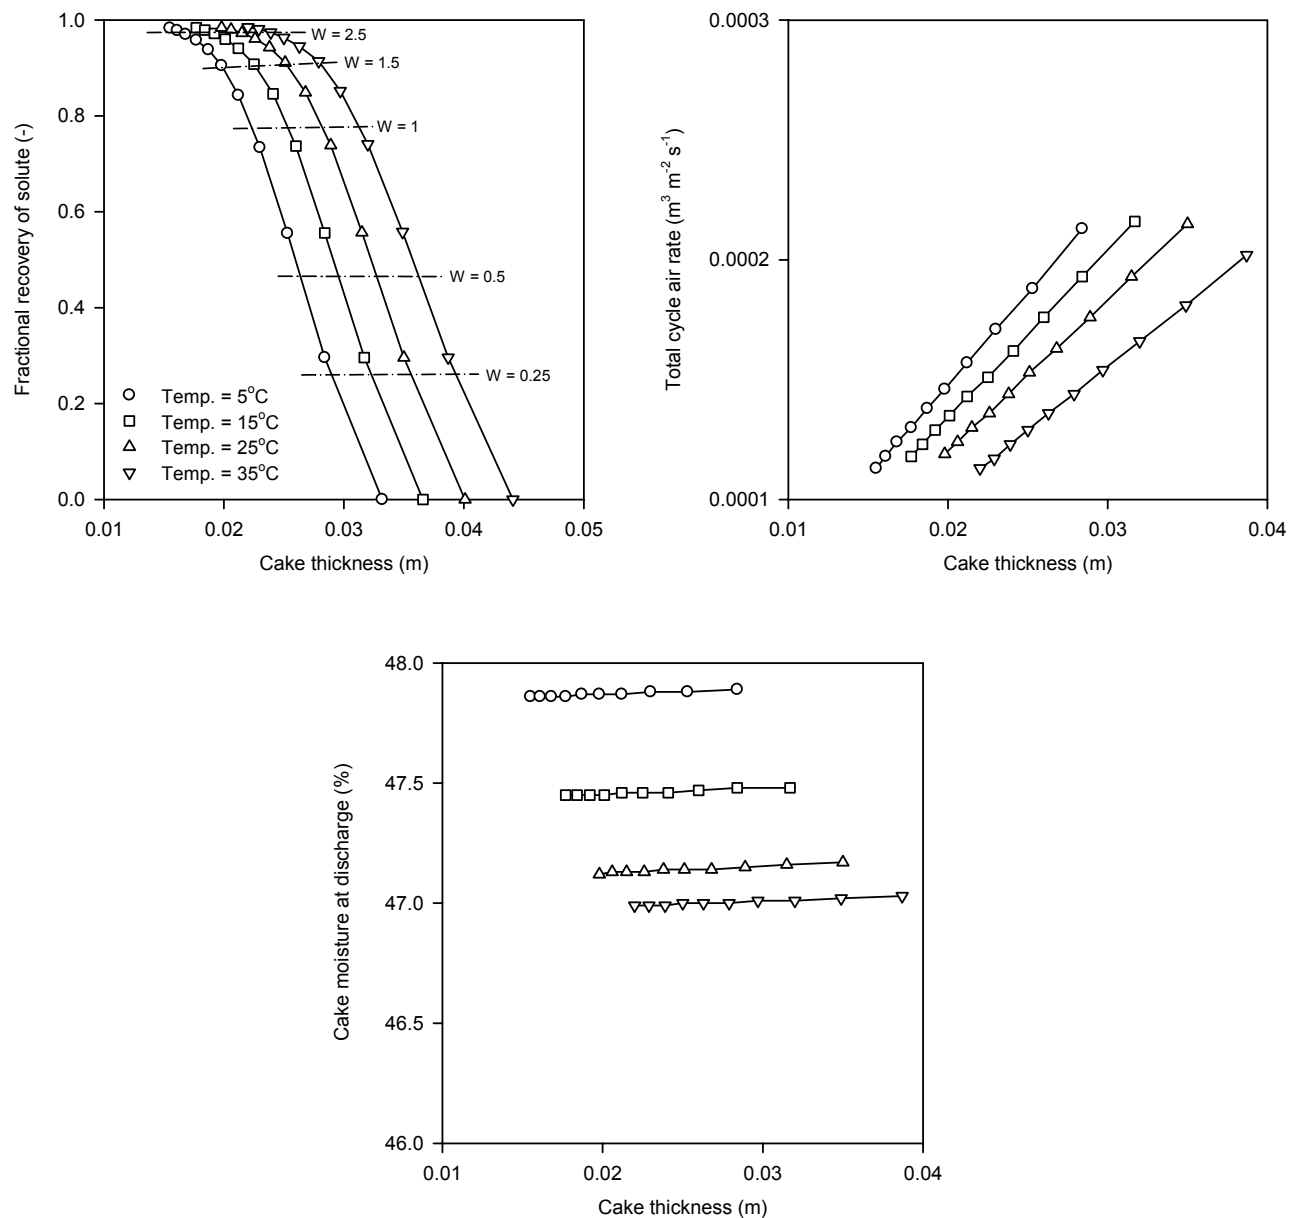 1.0
0.8
0.6
0.4
0.2
0.0
Fractional recovery of solute (-)
W = 2.5
W = 1.5
W = 1
W = 0.5
W = 0.25
Temp. = 5°C
Temp. = 15°C
Temp. = 25°C
Temp. = 35°C
0.01 0.02 0.03 0.04 0.05
Cake thickness (m)
0.0003
0.0002
0.0001
Total cycle air rate (m³ m⁻² s⁻¹)
0.01 0.02 0.03 0.04
Cake thickness (m)
48.0
47.5
47.0
46.5
46.0
Cake moisture at discharge (%)
0.01 0.02 0.03 0.04
Cake thickness (m)